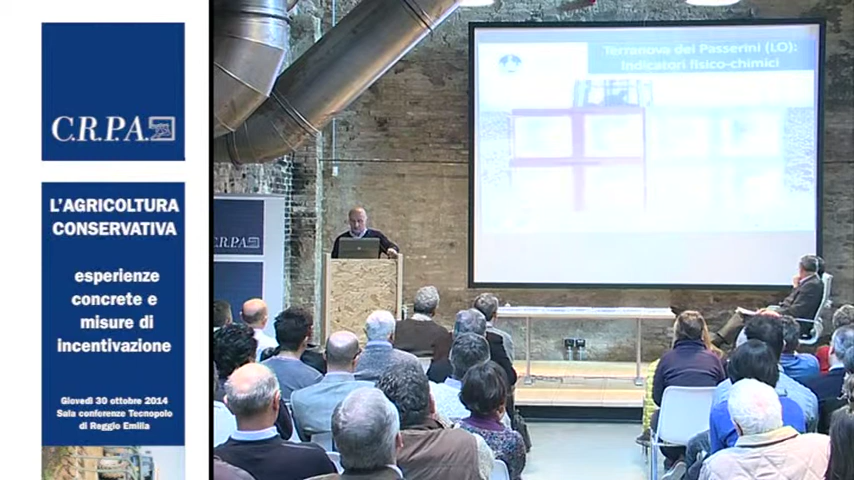 C.R.P.A.
L'AGRICOLTURA
CONSERVATIVA
esperienze
concrete e
misure di
incentivazione
Giovedì 30 ottobre 2014
Sala conferenze Tecnopolo
di Reggio Emilia
C.R.P.A.
Terranova dei Passerini (LO):
Indicatori fisico-chimici